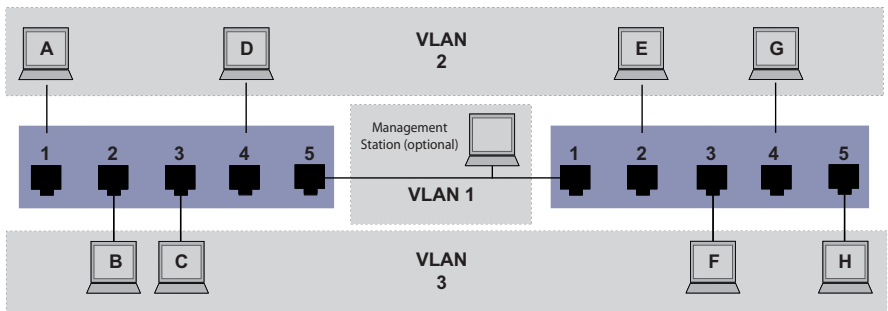 A
D
VLAN
2
E
G
Management
Station (optional)
1
2
3
4
5
1
2
3
4
5
VLAN 1
B
C
VLAN
3
F
H